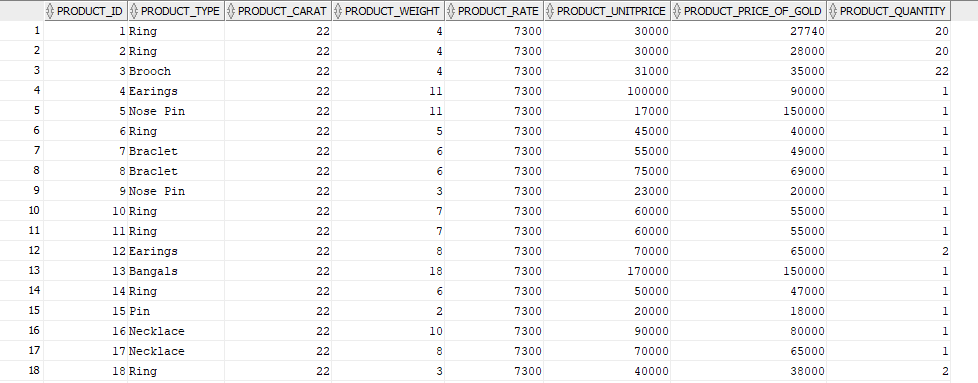 PRODUCT_ID PRODUCT_TYPE PRODUCT_CARAT PRODUCT_WEIGHT PRODUCT_RATE PRODUCT_UNITPRICE PRODUCT_PRICE_OF_GOLD PRODUCT_QUANTITY
1 1 Ring 22 4 7300 30000 27740 20
2 2 Ring 22 4 7300 30000 28000 20
3 3 Brooch 22 4 7300 31000 35000 22
4 4 Earings 22 11 7300 100000 90000 1
5 5 Nose Pin 22 11 7300 17000 150000 1
6 6 Ring 22 5 7300 45000 40000 1
7 7 Braclet 22 6 7300 55000 49000 1
8 8 Braclet 22 6 7300 75000 69000 1
9 9 Nose Pin 22 3 7300 23000 20000 1
10 10 Ring 22 7 7300 60000 55000 1
11 11 Ring 22 7 7300 60000 55000 1
12 12 Earings 22 8 7300 70000 65000 2
13 13 Bangals 22 18 7300 170000 150000 1
14 14 Ring 22 6 7300 50000 47000 1
15 15 Pin 22 2 7300 20000 18000 1
16 16 Necklace 22 10 7300 90000 80000 1
17 17 Necklace 22 8 7300 70000 65000 1
18 18 Ring 22 3 7300 40000 38000 2